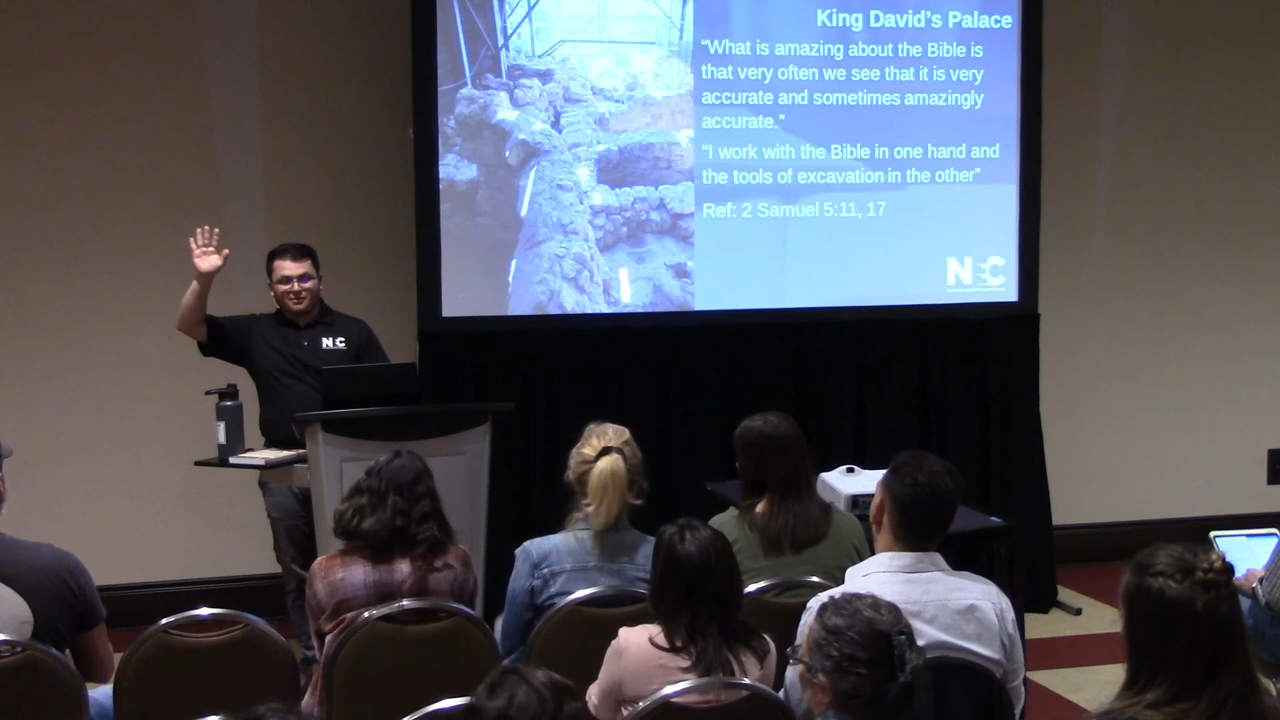 King David's Palace
“What is amazing about the Bible is
that very often we see that it is very
accurate and sometimes amazingly
accurate.”
“I work with the Bible in one hand and
the tools of excavation in the other”
Ref: 2 Samuel 5:11, 17
NEC
NEC